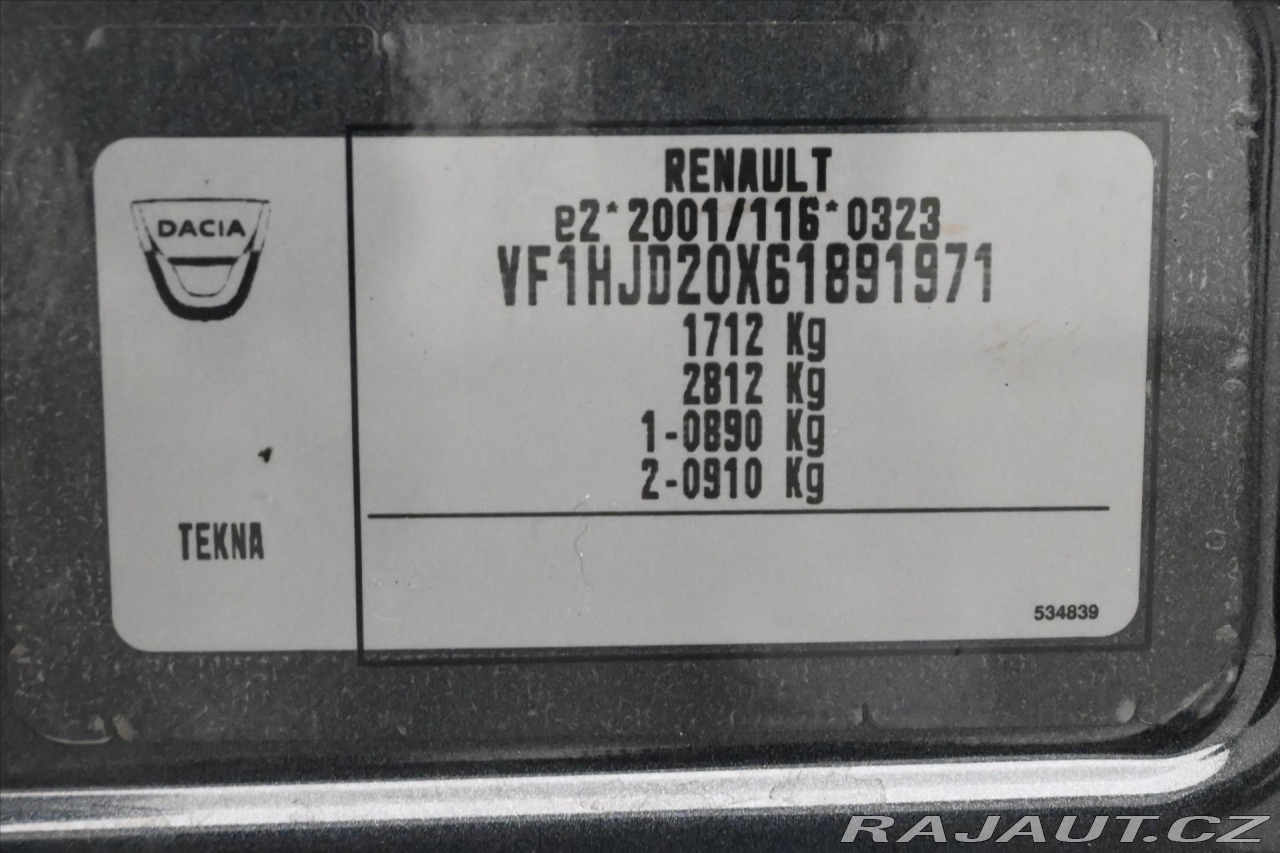 DACIA
TEKNA
RENAULT
e2*2001/116*0323
VF1HJD20X61891971
1712 Kg
2812 Kg
1-0890 Kg
2-0910 Kg
534839
RAJAUT.CZ